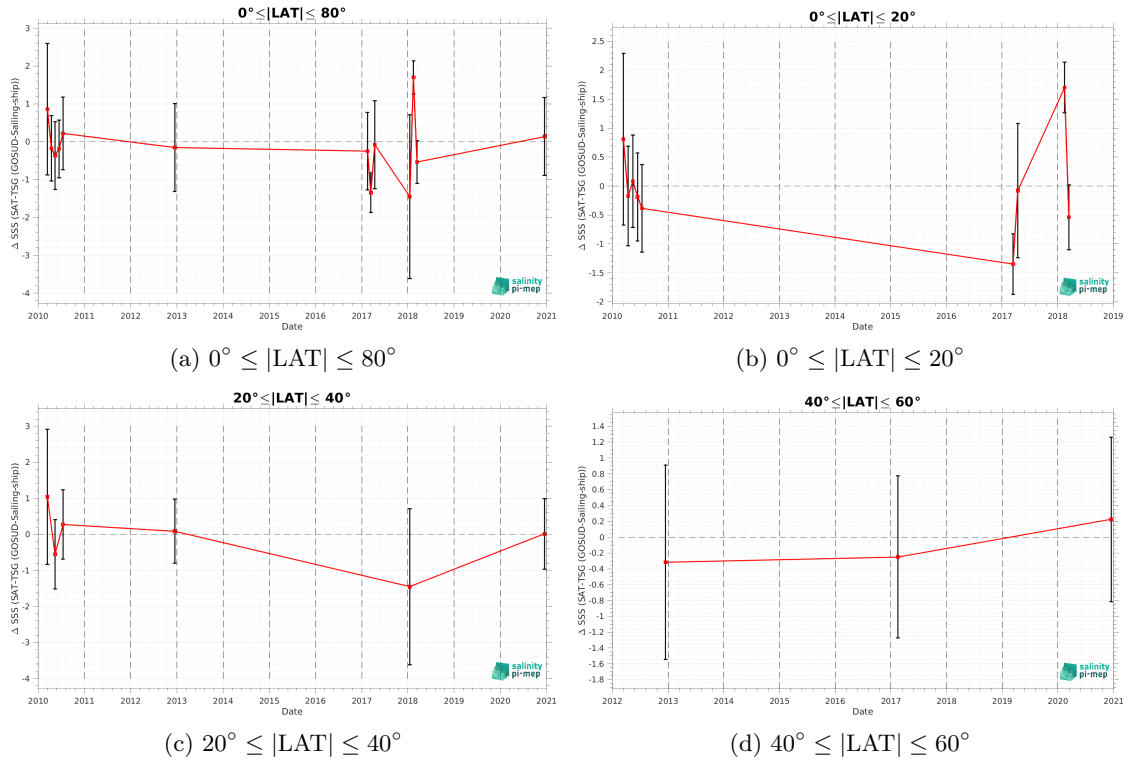 0°≤|LAT|≤ 80°
Δ SSS (SAT-TSG (GOSUD-Sailing-ship))
3
2
1
0
-1
-2
-3
-4
2010 2011 2012 2013 2014 2015 2016 2017 2018 2019 2020 2021
Date
salinity
pi-mep
(a) 0° ≤ |LAT| ≤ 80°
0°≤|LAT|≤ 20°
Δ SSS (SAT-TSG (GOSUD-Sailing-ship))
2.5
2
1.5
1
0.5
0
-0.5
-1
-1.5
-2
2010 2011 2012 2013 2014 2015 2016 2017 2018 2019
Date
salinity
pi-mep
(b) 0° ≤ |LAT| ≤ 20°
20°≤|LAT|≤ 40°
Δ SSS (SAT-TSG (GOSUD-Sailing-ship))
3
2
1
0
-1
-2
-3
-4
2010 2011 2012 2013 2014 2015 2016 2017 2018 2019 2020 2021
Date
salinity
pi-mep
(c) 20° ≤ |LAT| ≤ 40°
40°≤|LAT|≤ 60°
Δ SSS (SAT-TSG (GOSUD-Sailing-ship))
1.4
1.2
1
0.8
0.6
0.4
0.2
0
-0.2
-0.4
-0.6
-0.8
-1
-1.2
-1.4
-1.6
-1.8
2012 2013 2014 2015 2016 2017 2018 2019 2020 2021
Date
salinity
pi-mep
(d) 40° ≤ |LAT| ≤ 60°